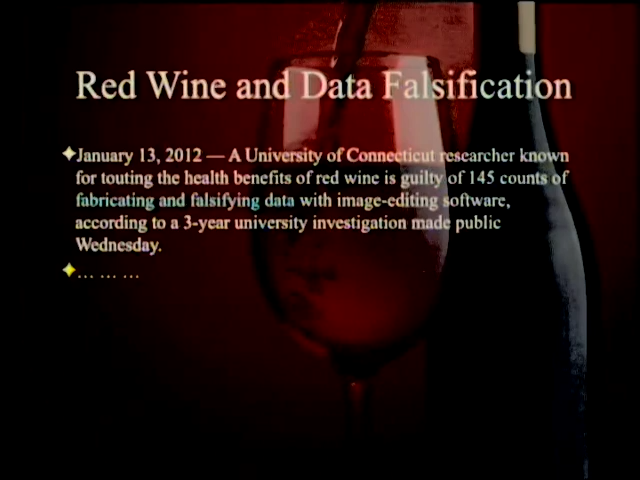 Red Wine and Data Falsification
January 13, 2012 — A University of Connecticut researcher known
for touting the health benefits of red wine is guilty of 145 counts of
fabricating and falsifying data with image-editing software,
according to a 3-year university investigation made public
Wednesday.
… … …